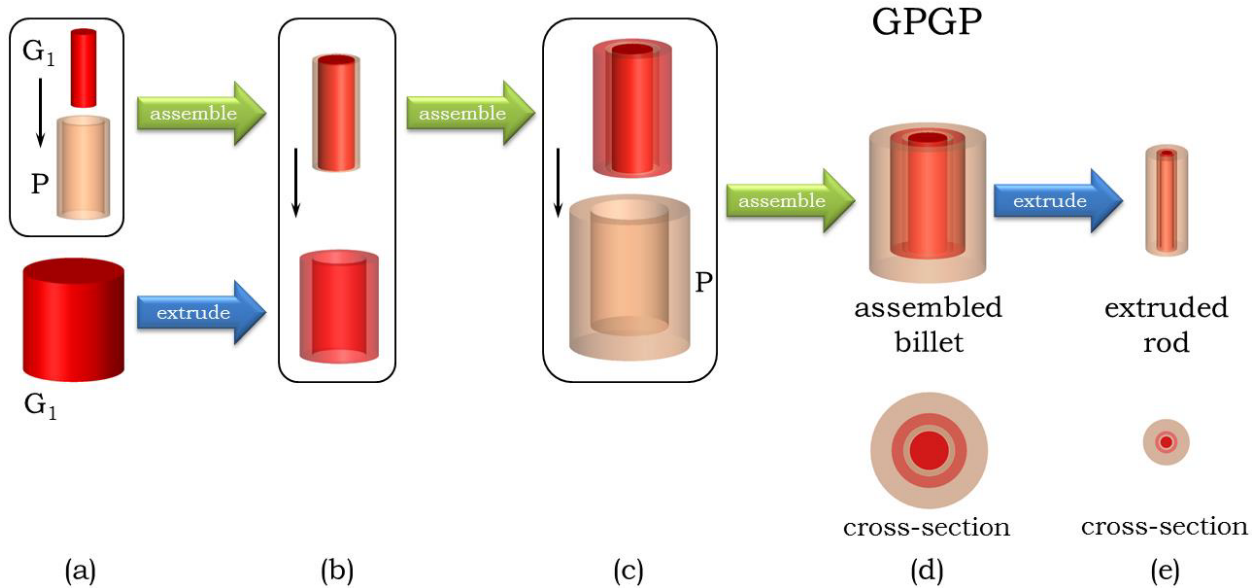 GPGP
G₁
P
assemble
assemble
assemble
extrude
P
assembled
billet
extruded
rod
extrude
G₁
cross-section
cross-section
(a)
(b)
(c)
(d)
(e)